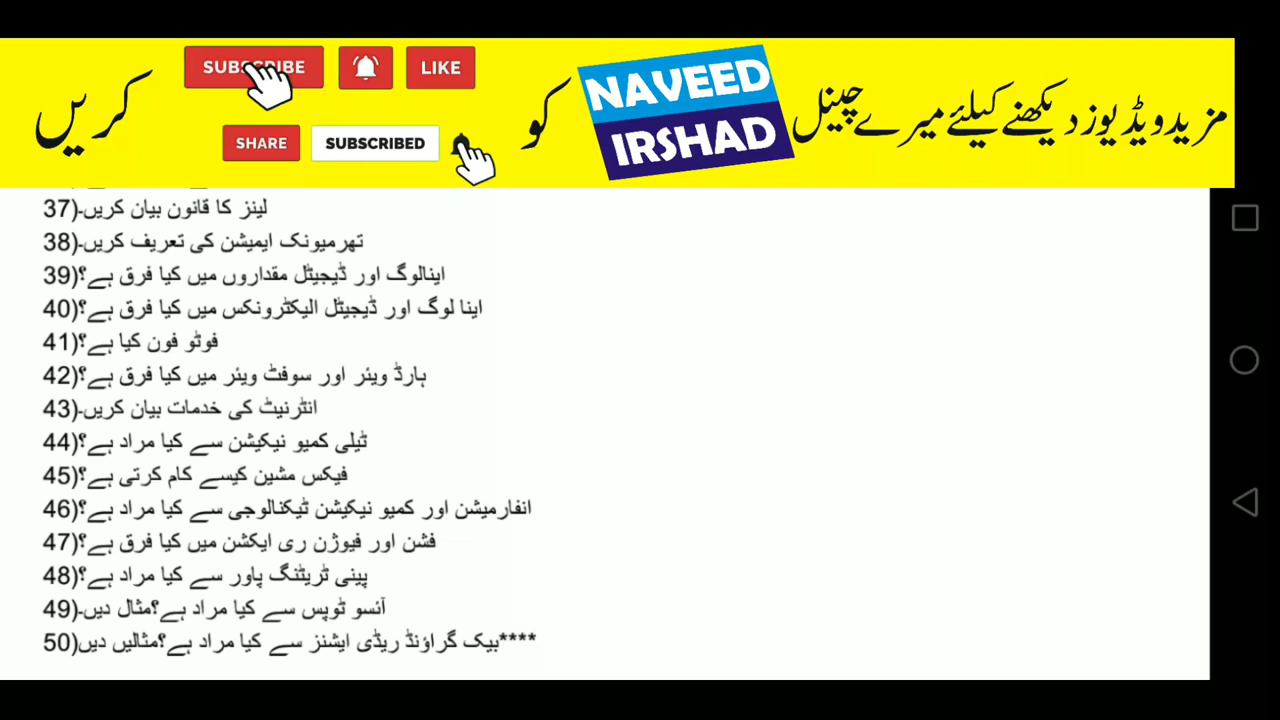 مزید ویڈیوز دیکھنے کیلئے میرے چینل NAVEED IRSHAD کو SUBSCRIBE LIKE کریں
SHARE SUBSCRIBED
37)لینز کا قانون بیان کریں۔
38)تھرمیونک ایمیشن کی تعریف کریں۔
39)اینالوگ اور ڈیجیٹل مقداروں میں کیا فرق ہے؟
40)اینا لوگ اور ڈیجیٹل الیکٹرونکس میں کیا فرق ہے؟
41)فوٹو فون کیا ہے؟
42)ہارڈ ویئر اور سوفٹ ویئر میں کیا فرق ہے؟
43)انٹرنیٹ کی خدمات بیان کریں۔
44)ٹیلی کمیو نیکیشن سے کیا مراد ہے؟
45)فیکس مشین کیسے کام کرتی ہے؟
46)انفارمیشن اور کمیو نیکیشن ٹیکنالوجی سے کیا مراد ہے؟
47)فشن اور فیوژن ری ایکشن میں کیا فرق ہے؟
48)پینی ٹریٹنگ پاور سے کیا مراد ہے؟
49)آئسو ٹوپس سے کیا مراد ہے؟مثال دیں۔
50)بیک گراؤنڈ ریڈی ایشنز سے کیا مراد ہے؟مثالیں دیں****